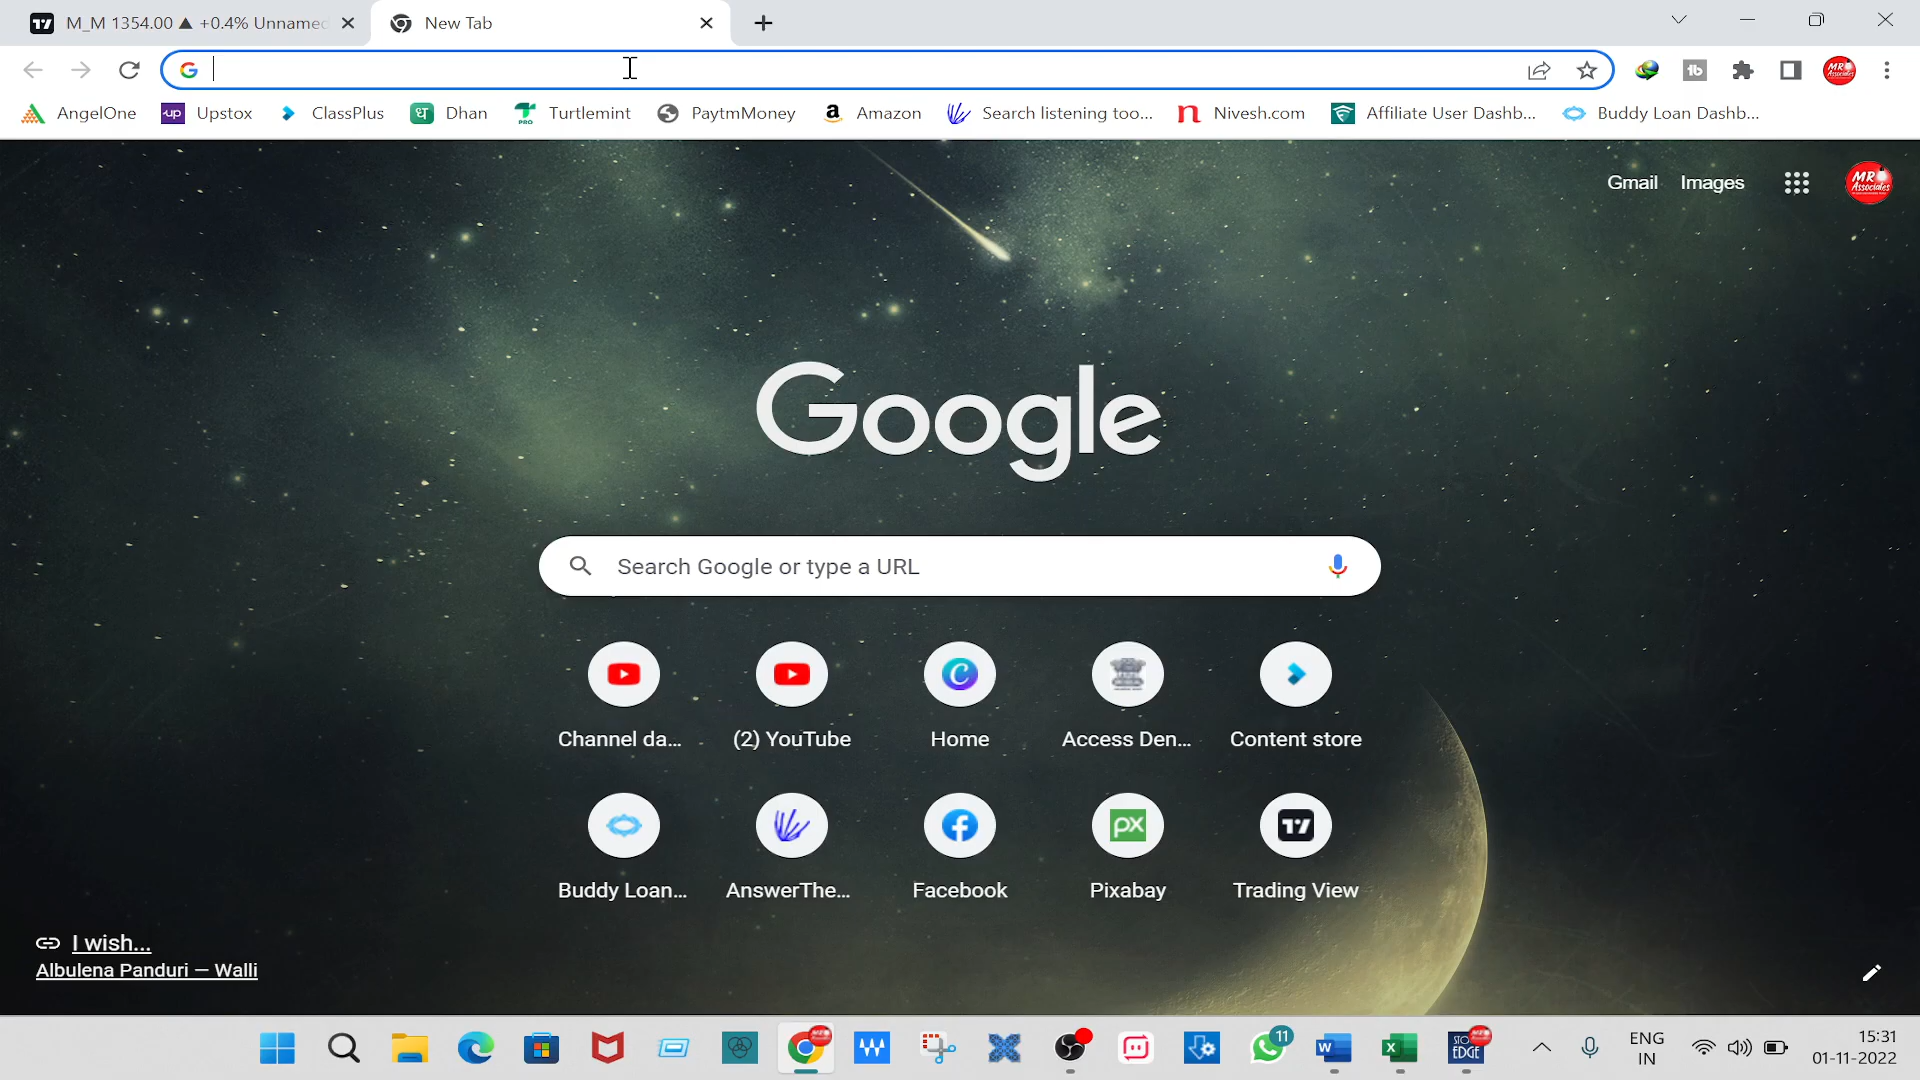 M_M 1354.00 ▲ +0.4% Unnamed
New Tab
AngelOne
Upstox
ClassPlus
Dhan
Turtlemint
PaytmMoney
Amazon
Search listening too...
Nivesh.com
Affiliate User Dashb...
Buddy Loan Dashb...
Gmail
Images
MR Associates
Google
Search Google or type a URL
Channel da...
(2) YouTube
Home
Access Den...
Content store
Buddy Loan...
AnswerThe...
Facebook
Pixabay
Trading View
I wish...
Albulena Panduri — Walli
11
ENG
IN
15:31
01-11-2022